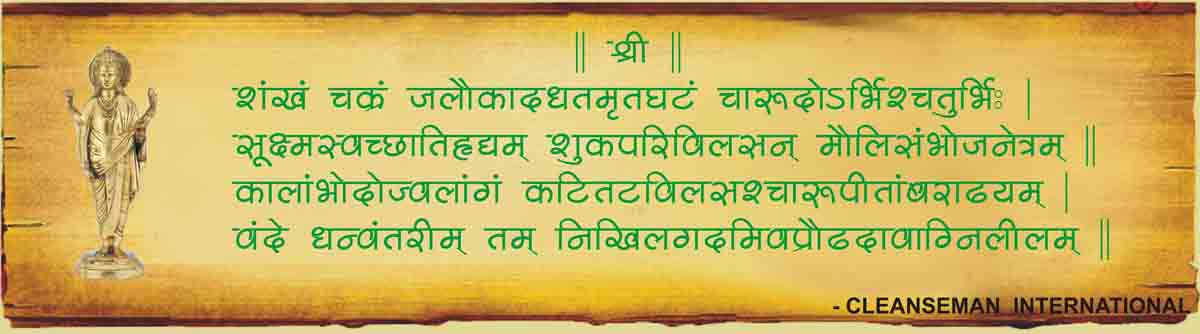 ॥ श्री ॥
शंखं चक्रं जलौकादधतमृतघटं चारूदोऽर्भिश्चतुर्भिः |
सूक्ष्मस्वच्छातिहृद्यम् शुकपरिविलसन् मौलिसंभोजनेत्रम् ॥
कालांभोदोज्वलांगं कटितटविलसश्चारूपीतांबराढयम् |
वंदे धन्वंतरीम् तम् निखिलगदमिवप्रौढदावाग्निलीलम् ॥
- CLEANSEMAN INTERNATIONAL